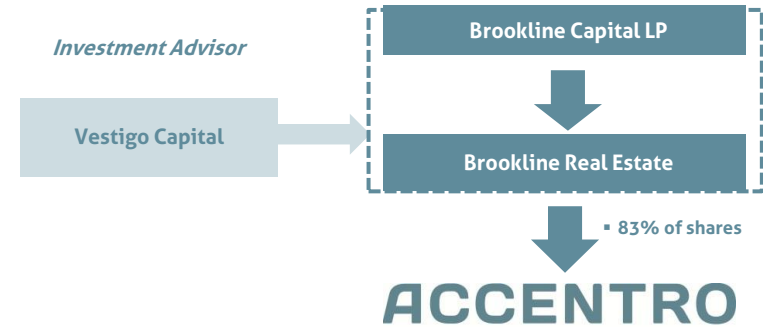 Investment Advisor
Brookline Capital LP
Vestigo Capital
Brookline Real Estate
▪ 83% of shares
ACCENTRO